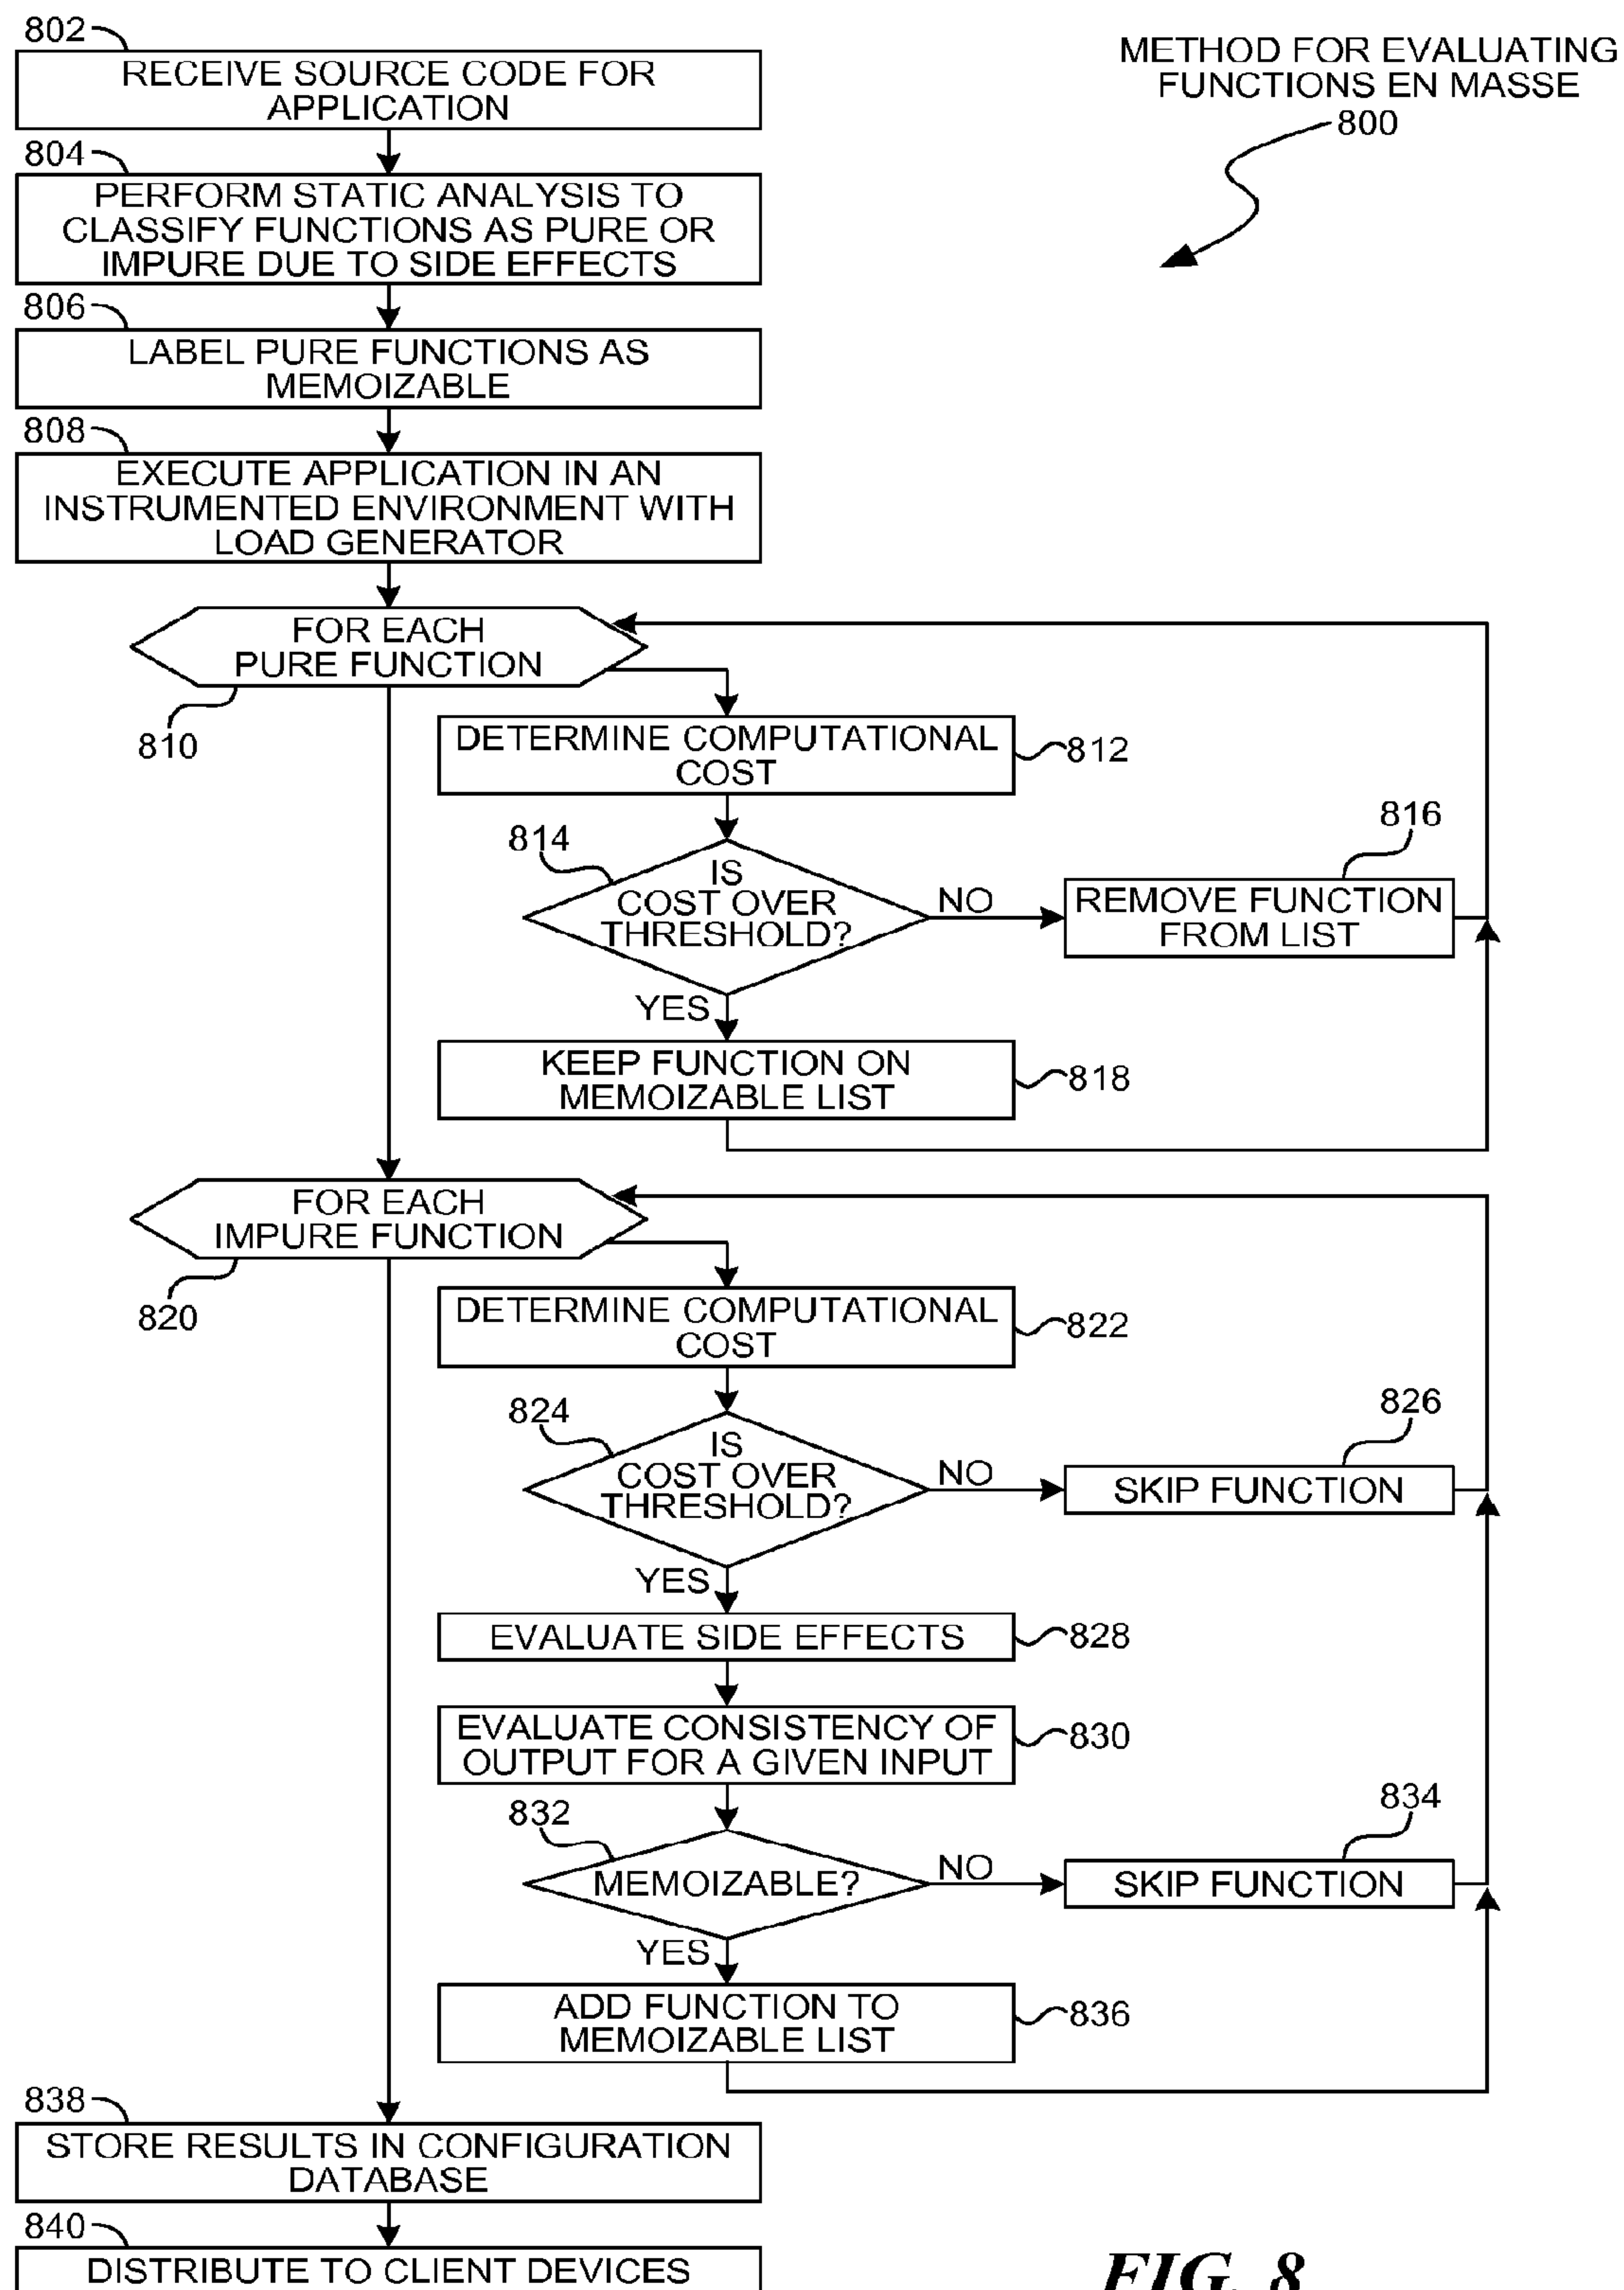 METHOD FOR EVALUATING
FUNCTIONS EN MASSE
800
802
RECEIVE SOURCE CODE FOR
APPLICATION
804
PERFORM STATIC ANALYSIS TO
CLASSIFY FUNCTIONS AS PURE OR
IMPURE DUE TO SIDE EFFECTS
806
LABEL PURE FUNCTIONS AS
MEMOIZABLE
808
EXECUTE APPLICATION IN AN
INSTRUMENTED ENVIRONMENT WITH
LOAD GENERATOR
FOR EACH
PURE FUNCTION
810
DETERMINE COMPUTATIONAL
COST
812
814
IS
COST OVER
THRESHOLD?
NO
816
REMOVE FUNCTION
FROM LIST
YES
KEEP FUNCTION ON
MEMOIZABLE LIST
818
FOR EACH
IMPURE FUNCTION
820
DETERMINE COMPUTATIONAL
COST
822
824
IS
COST OVER
THRESHOLD?
NO
826
SKIP FUNCTION
YES
EVALUATE SIDE EFFECTS
828
EVALUATE CONSISTENCY OF
OUTPUT FOR A GIVEN INPUT
830
832
MEMOIZABLE?
NO
834
SKIP FUNCTION
YES
ADD FUNCTION TO
MEMOIZABLE LIST
836
838
STORE RESULTS IN CONFIGURATION
DATABASE
840
DISTRIBUTE TO CLIENT DEVICES
FIG. 8